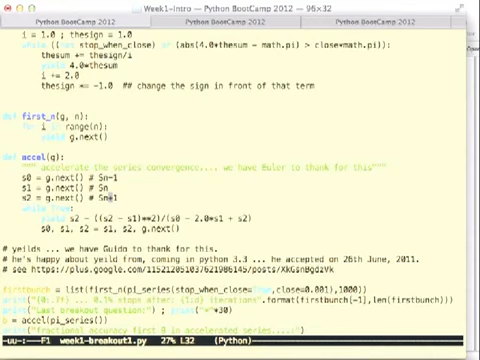 Week1-Intro — Python BootCamp 2012 — 96×32
Python BootCamp 2012 Python BootCamp 2012 Python BootCamp 2012
i = 1.0 ; thesign = 1.0
while ((not stop_when_close) or (abs(4.0*thesum - math.pi) > close*math.pi)):
thesum += thesign/i
yield 4.0*thesum
i += 2.0
thesign *= -1.0 ## change the sign in front of that term
def first_n(g, n):
for i in range(n):
yield g.next()
def accel(g):
""" accelerate the series convergence.... we have Euler to thank for this"""
s0 = g.next() # Sn-1
s1 = g.next() # Sn
s2 = g.next() # Sn+1
while True:
yield s2 - ((s2 - s1)**2)/(s0 - 2.0*s1 + s2)
s0, s1, s2 = s1, s2, g.next()
# yeilds ... we have Guido to thank for this.
# he's happy about yeild from, coming in python 3.3 ... he accepted on 26th June, 2011.
# see https://plus.google.com/115212051037621986145/posts/
firstbunch = list(first_n(pi_series(stop_when_close=True,close=0.001),1000))
print "{0:.7f} ... 0.1% stops after: {1:d} iterations".format(firstbunch[-1],len(firstbunch))
print "Last breakout question!" ; print "*"*30
b = accel(pi_series())
print "fractional accuracy first 8 in accelerated series....:"
-uu-:---F1 week1-breakout1.py 27% L32 (Python)